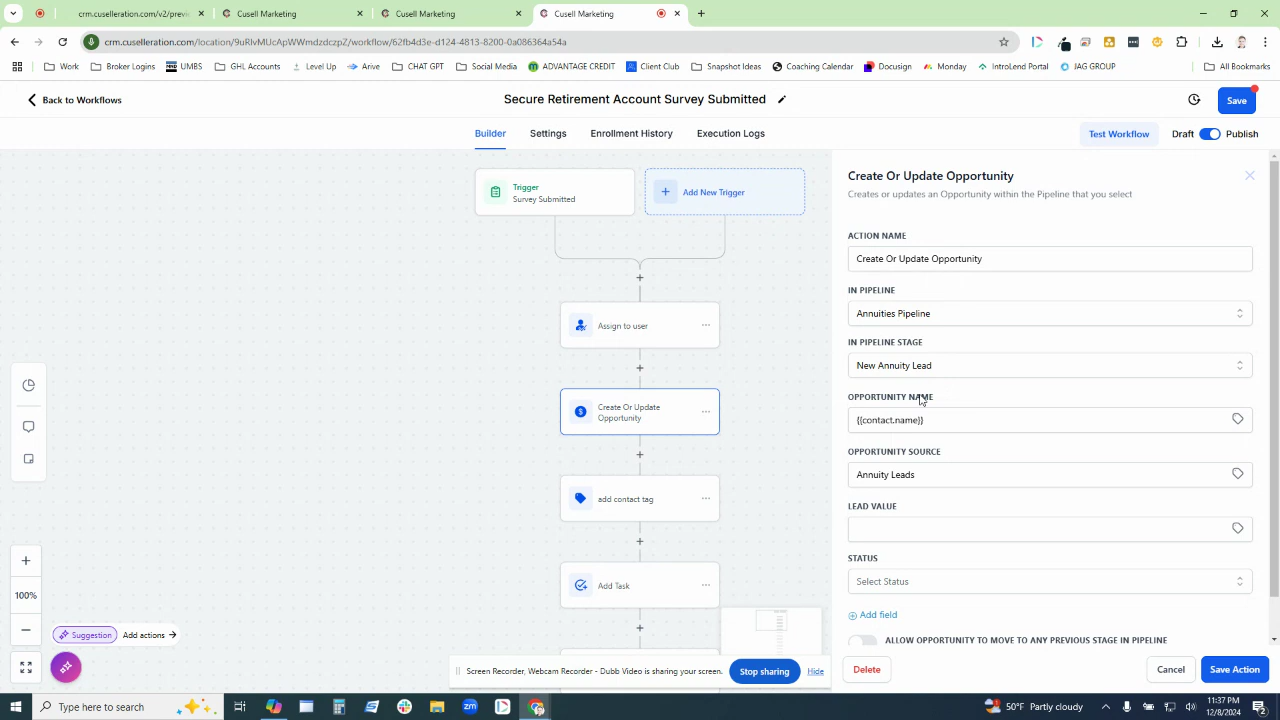 crm.cuselleration.com/v2/previ
Cusell Marketing
Cusell Marketing
Cusell Marketing
crm.cuselleration.com/location/9uRlvMUcApWWmdzdczpZ/workflow/62fb4d3e-d124-4813-8200-0a086364a54a
Work
Broker Logins
UMBS
GHL Accounts
Level Up
Arive
CHAT GPT
Social Media
ADVANTAGE CREDIT
Client Club
Snapshot Ideas
Coaching Calendar
Docusign
Monday
IntroLend Portal
JAG GROUP
All Bookmarks
Back to Workflows
Secure Retirement Account Survey Submitted
Save
Builder
Settings
Enrollment History
Execution Logs
Test Workflow
Draft
Publish
Trigger
Survey Submitted
Add New Trigger
Assign to user
Create Or Update
Opportunity
add contact tag
Add Task
100%
Suggestion
Add actions
Create Or Update Opportunity
Creates or updates an Opportunity within the Pipeline that you select
ACTION NAME
Create Or Update Opportunity
IN PIPELINE
Annuities Pipeline
IN PIPELINE STAGE
New Annuity Lead
OPPORTUNITY NAME
{{contact.name}}
OPPORTUNITY SOURCE
Annuity Leads
LEAD VALUE
STATUS
Select Status
Add field
ALLOW OPPORTUNITY TO MOVE TO ANY PREVIOUS STAGE IN PIPELINE
Delete
Cancel
Save Action
Screen Recorder, Webcam Recorder - Dubb Video is sharing your screen.
Stop sharing
Hide
Type here to search
50°F Partly cloudy
11:37 PM
12/8/2024